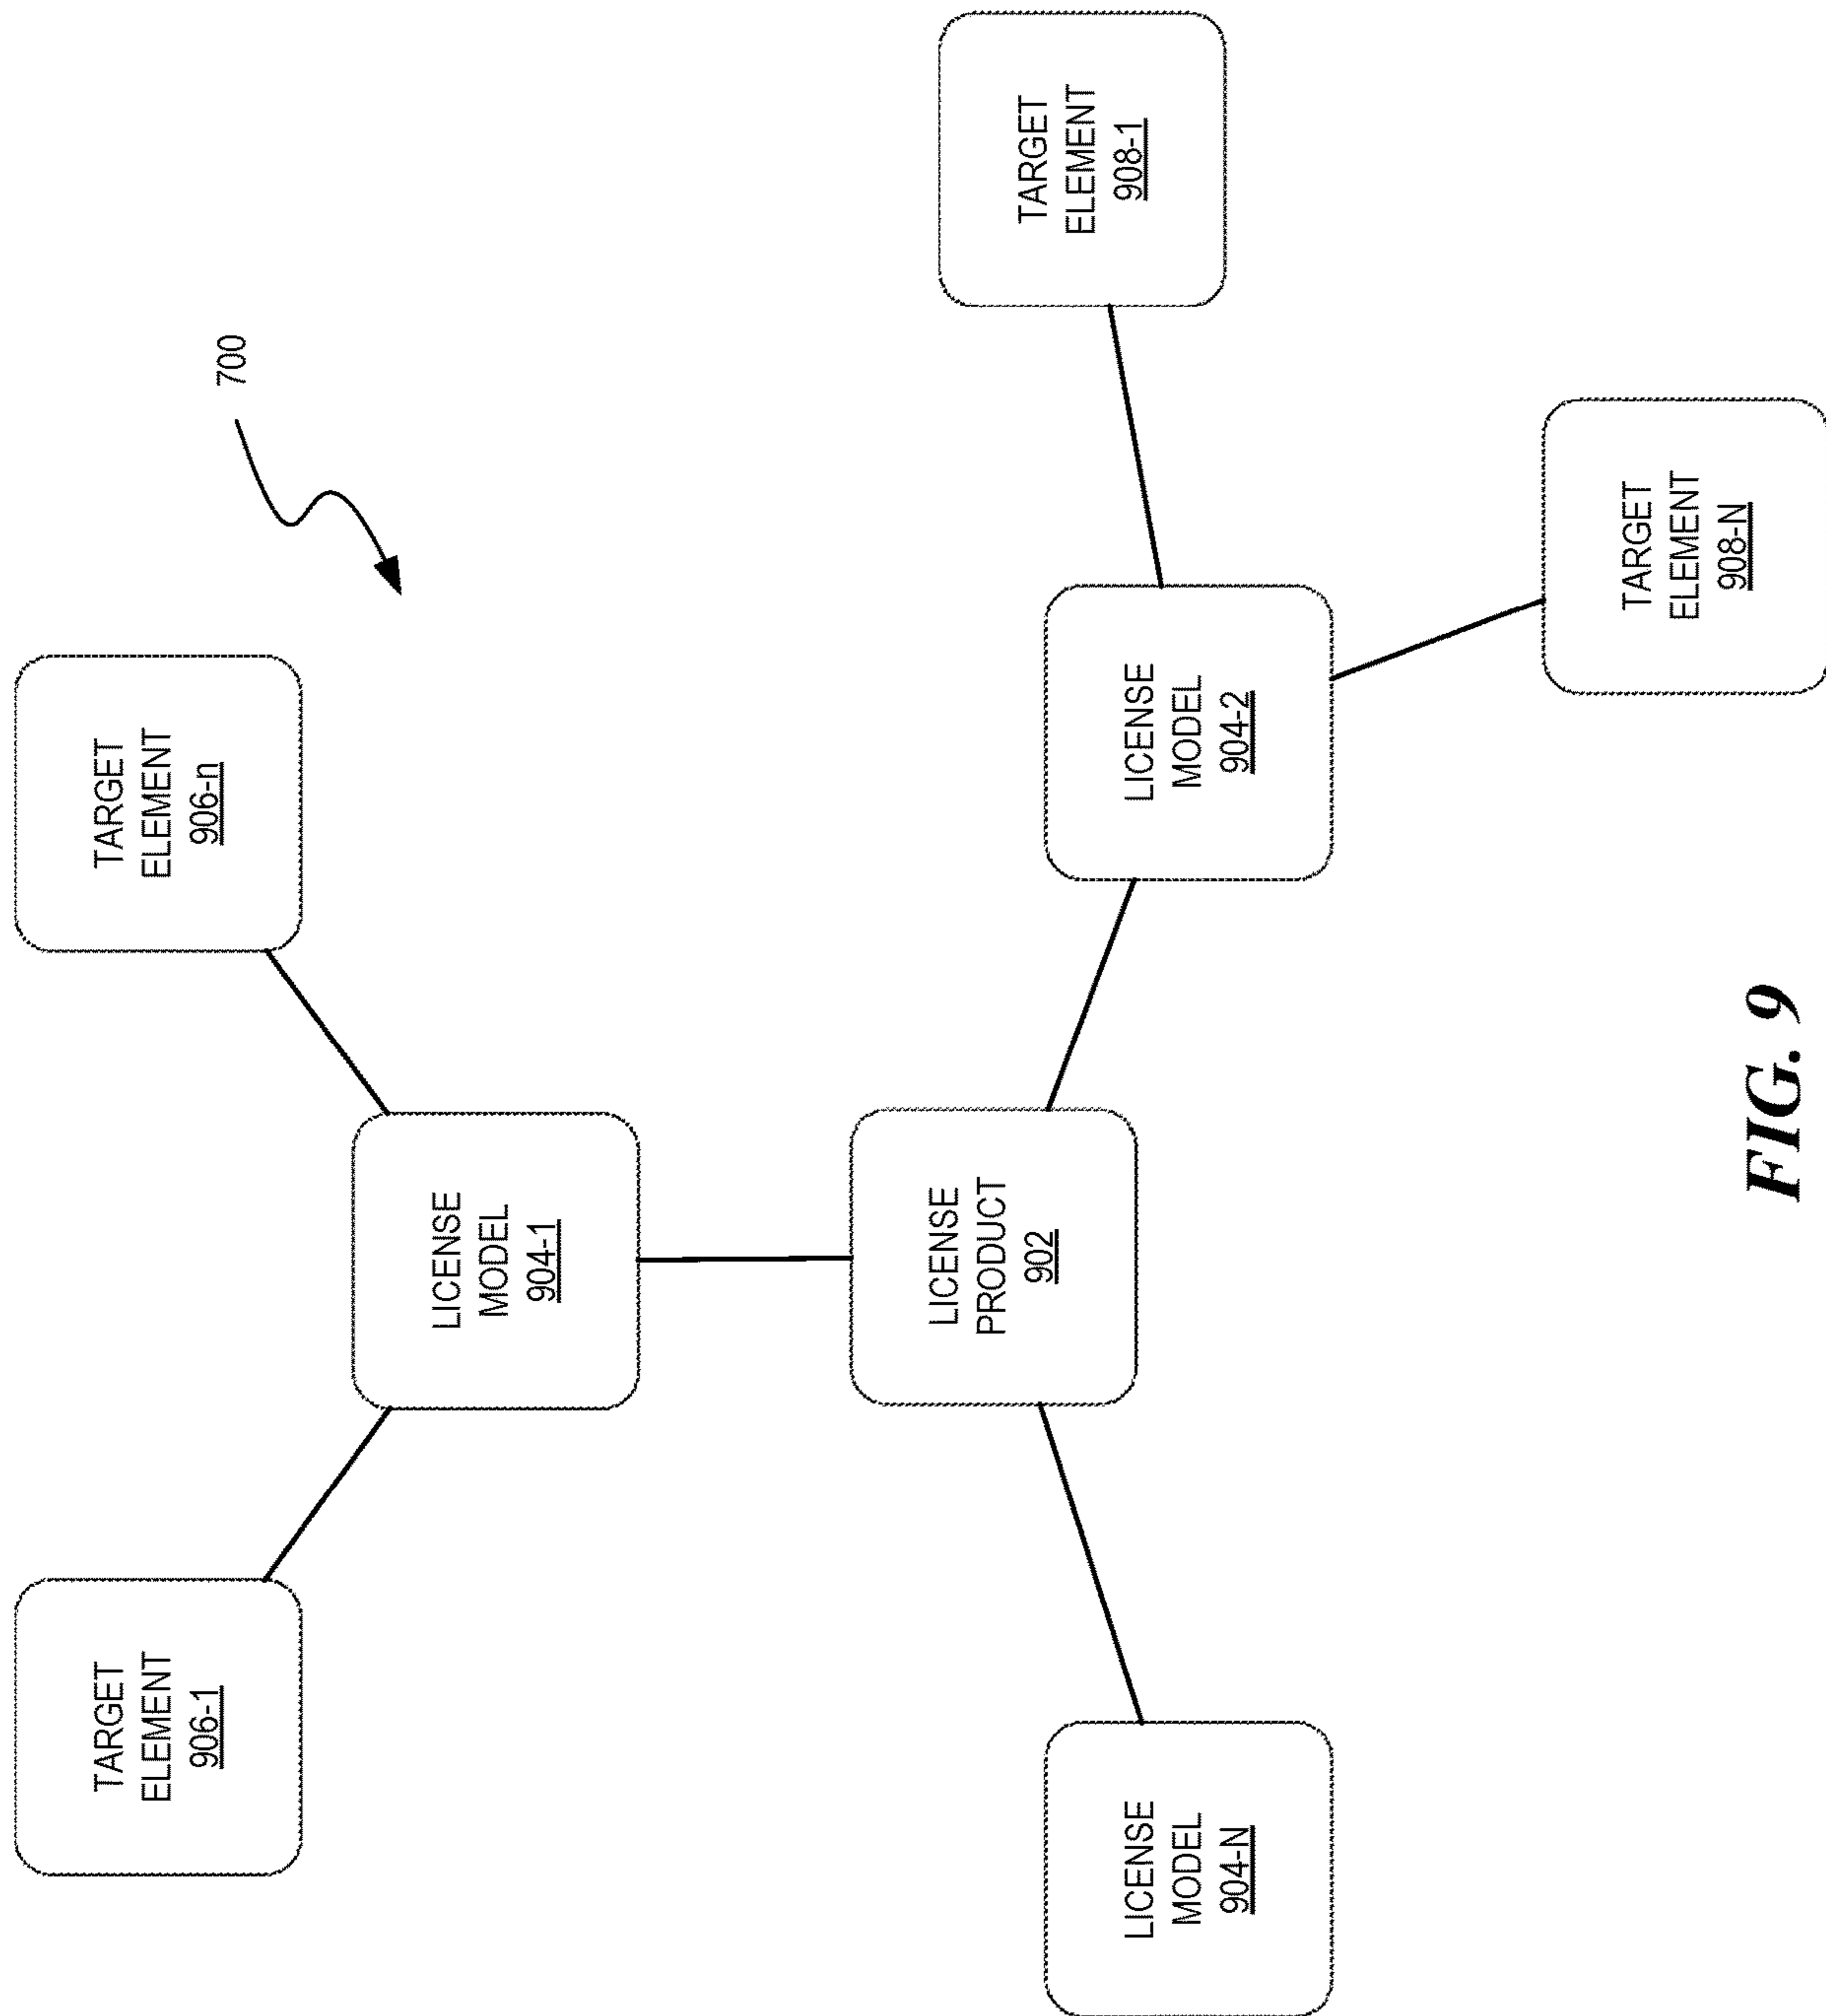 TARGET
ELEMENT
906-1
TARGET
ELEMENT
906-n
700
LICENSE
MODEL
904-1
LICENSE
PRODUCT
902
TARGET
ELEMENT
908-1
LICENSE
MODEL
904-N
LICENSE
MODEL
904-2
TARGET
ELEMENT
908-N
FIG. 9